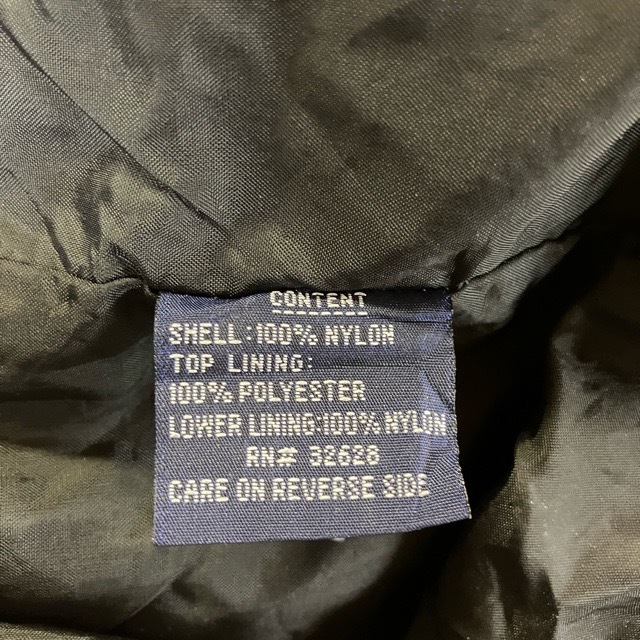 CONTENT
SHELL:100% NYLON
TOP LINING:
100% POLYESTER
LOWER LINING:100% NYLON
RN# 32628
CARE ON REVERSE SIDE